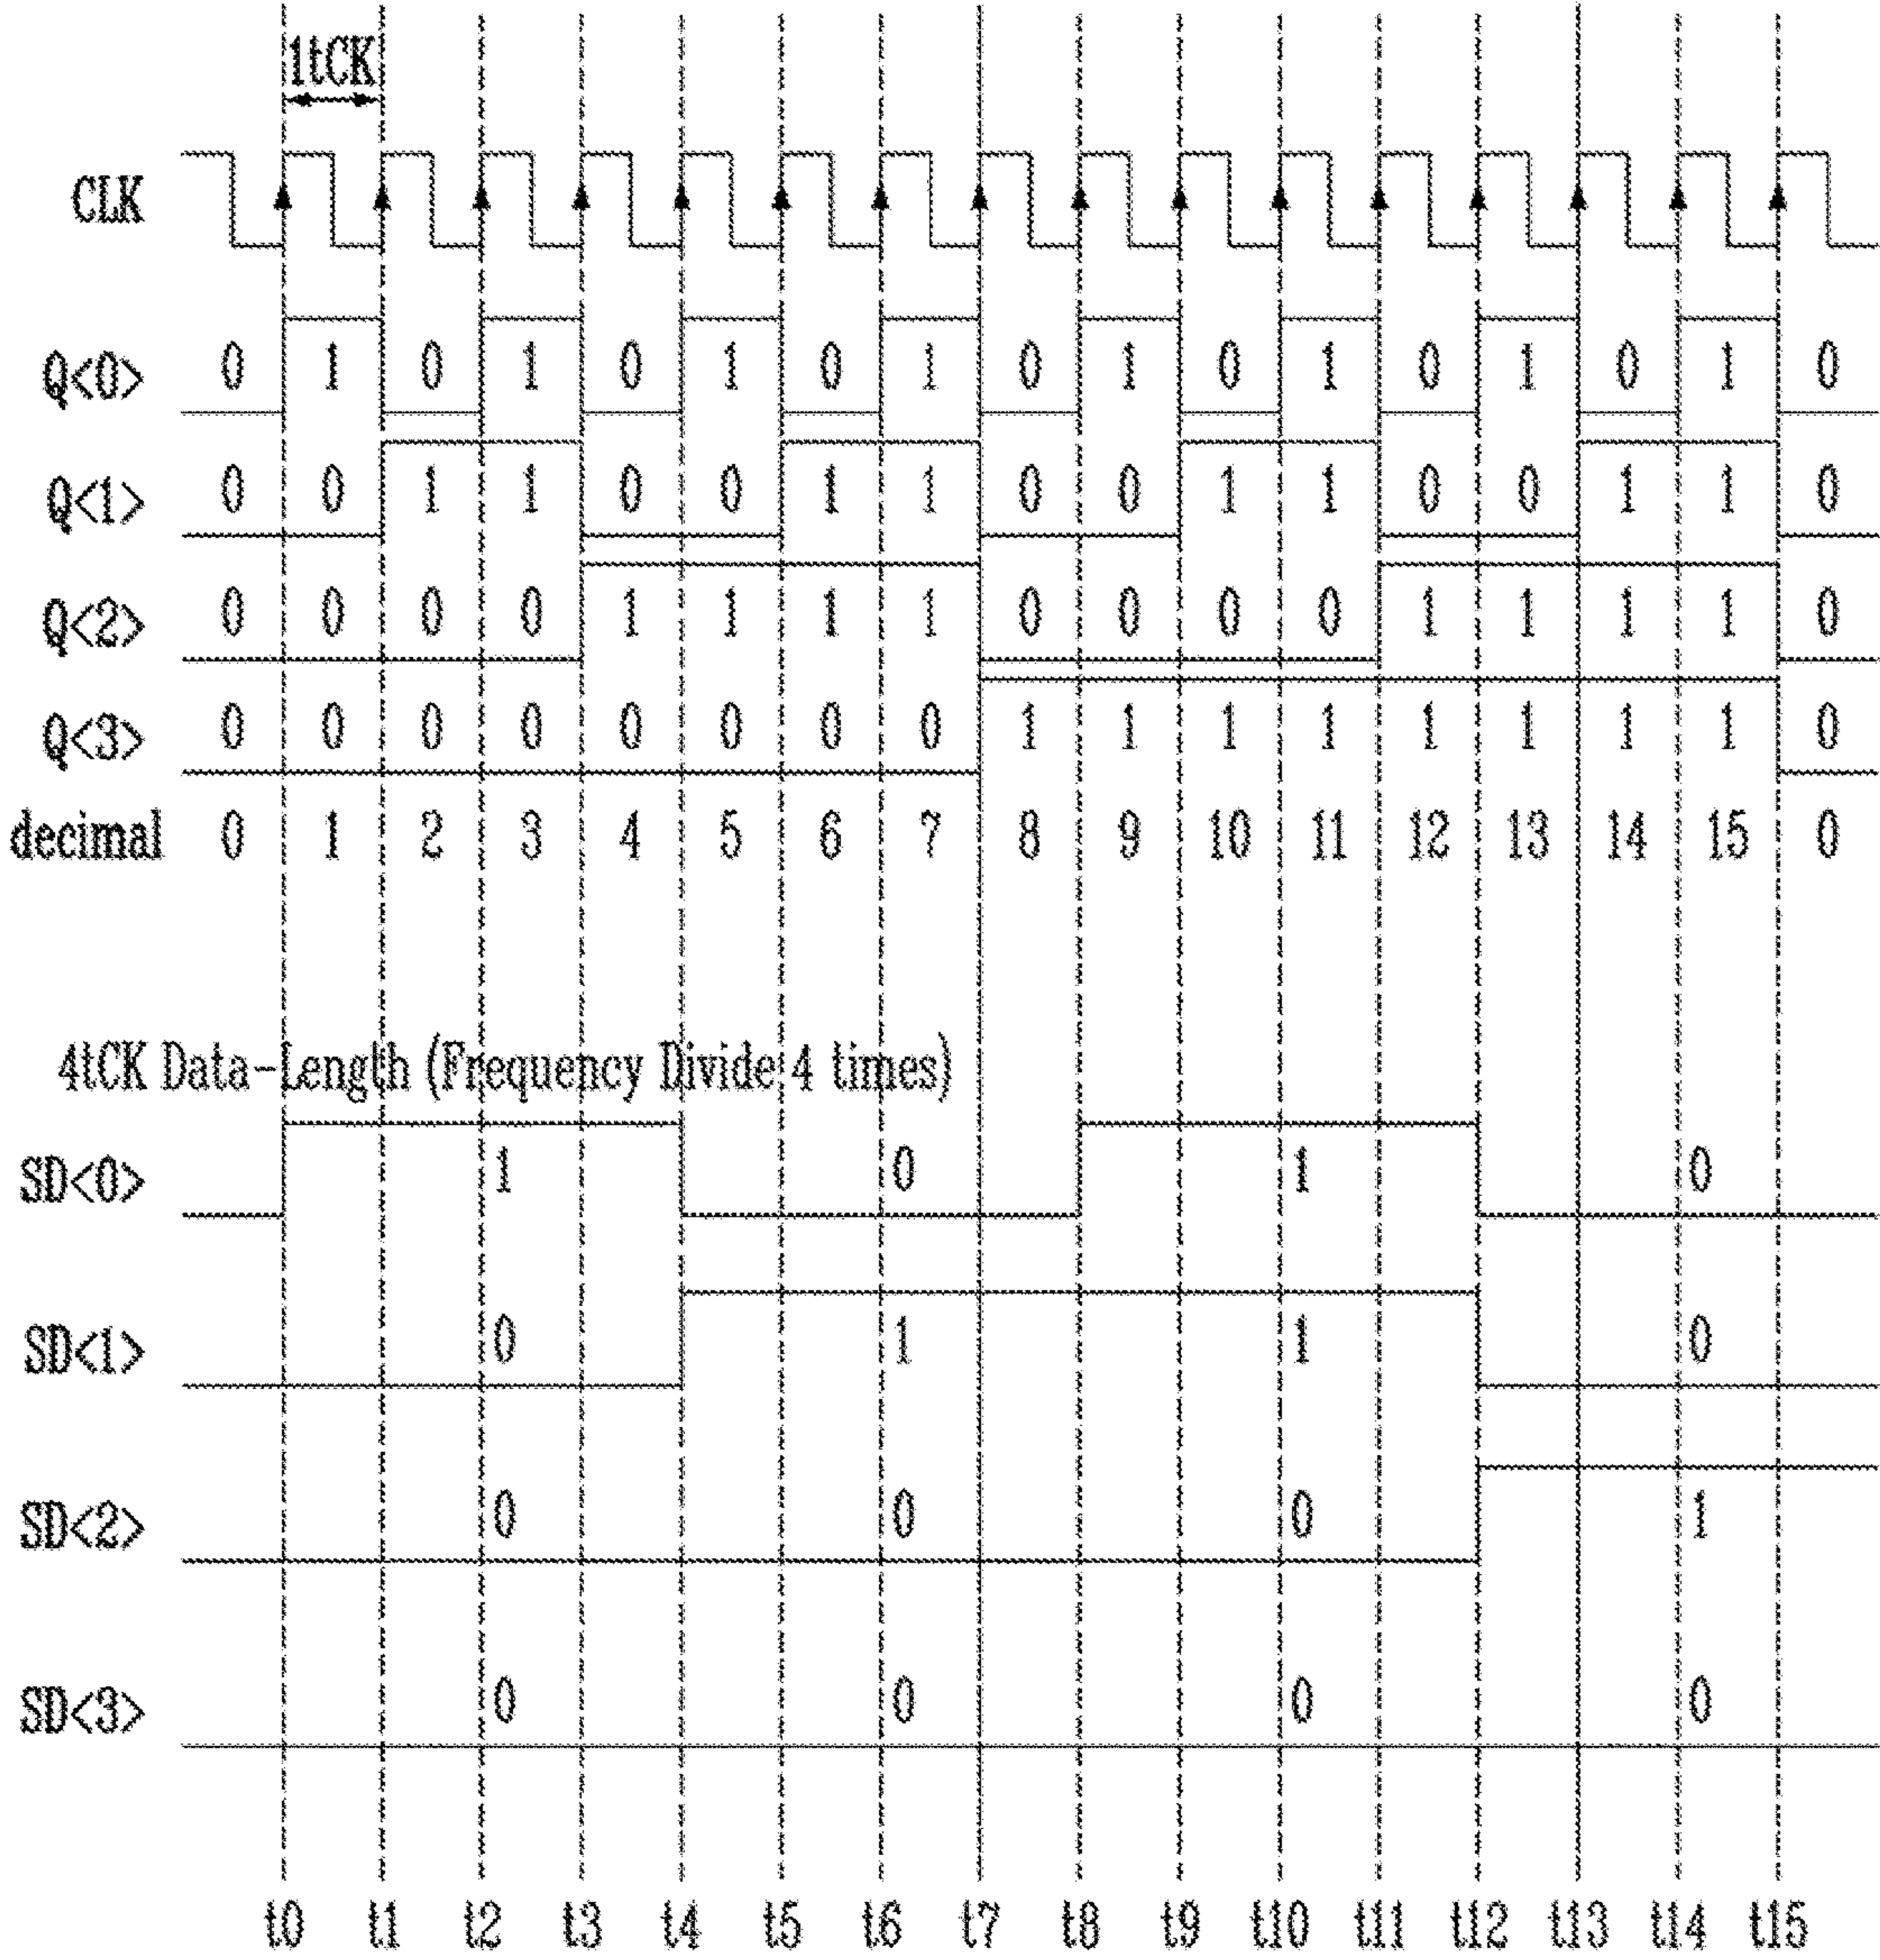 1tCK
CLK
Q<0> 0 1 0 1 0 1 0 1 0 1 0 1 0 1 0 1 0
Q<1> 0 0 1 1 0 0 1 1 0 0 1 1 0 0 1 1 0
Q<2> 0 0 0 0 1 1 1 1 0 0 0 0 1 1 1 1 0
Q<3> 0 0 0 0 0 0 0 0 1 1 1 1 1 1 1 1 0
decimal 0 1 2 3 4 5 6 7 8 9 10 11 12 13 14 15 0
4tCK Data-Length (Frequency Divide 4 times)
SD<0> 1 0 1 0
SD<1> 0 1 1 0
SD<2> 0 0 0 1
SD<3> 0 0 0 0
t0 t1 t2 t3 t4 t5 t6 t7 t8 t9 t10 t11 t12 t13 t14 t15